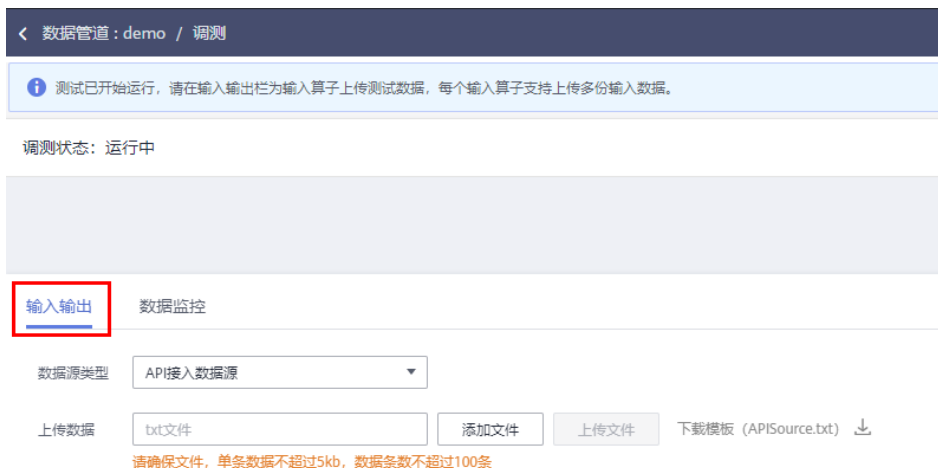 数据管道：demo / 调测
测试已开始运行，请在输入输出栏为输入算子上传测试数据，每个输入算子支持上传多份输入数据。
调测状态：运行中
输入输出 数据监控
数据源类型 API接入数据源
上传数据 txt文件 添加文件 上传文件 下载模板（APISource.txt）
请确保文件，单条数据不超过5kb，数据条数不超过100条